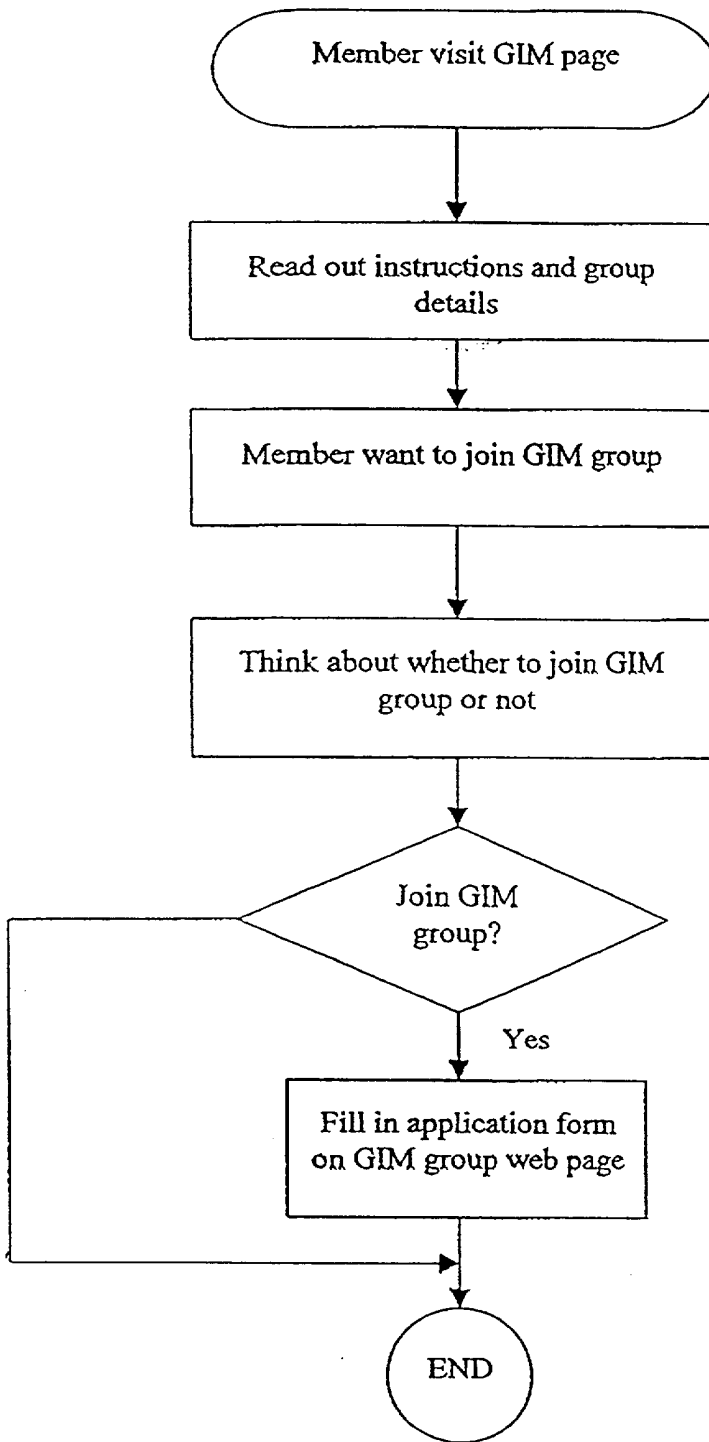 Member visit GIM page
Read out instructions and group
details
Member want to join GIM group
Think about whether to join GIM
group or not
Join GIM
group?
Yes
Fill in application form
on GIM group web page
END